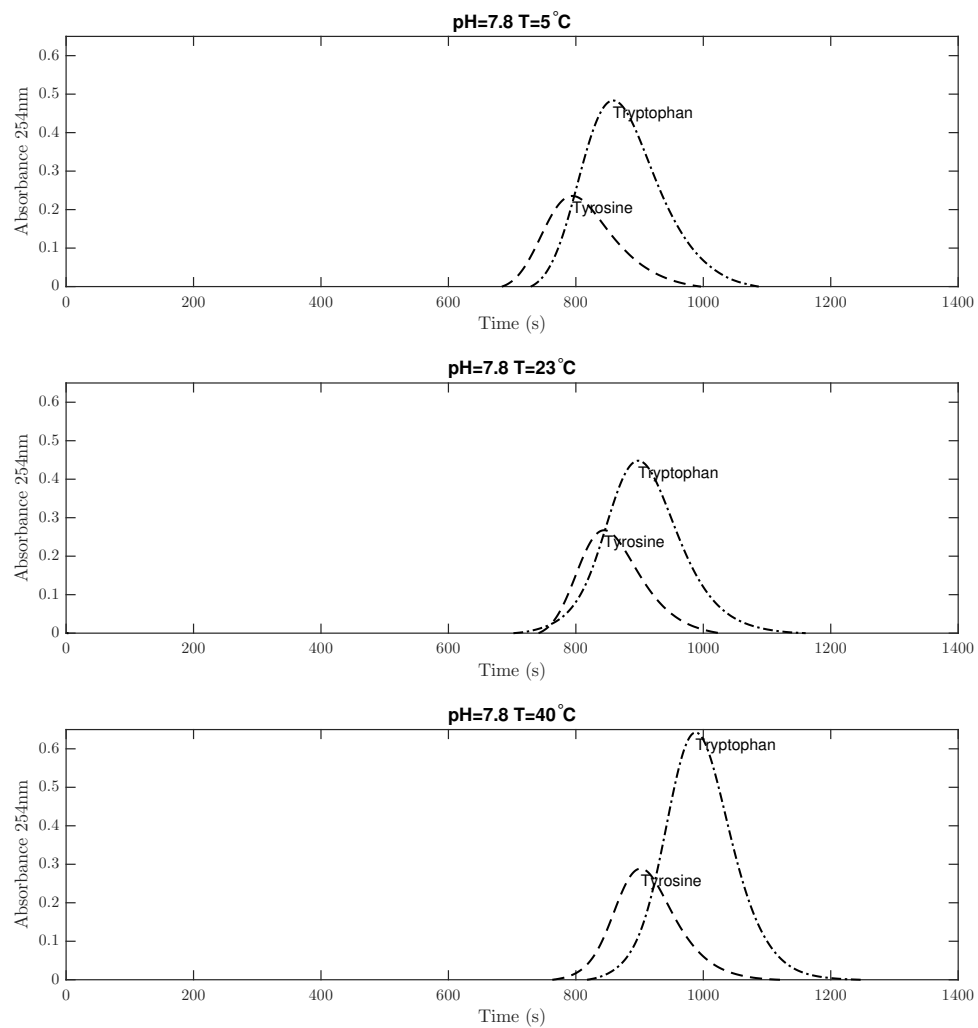 pH=7.8 T=5°C
0.6
0.5
Tryptophan
0.4
0.3
0.2
Tyrosine
0.1
0
Absorbance 254nm
0 200 400 600 800 1000 1200 1400
Time (s)
pH=7.8 T=23°C
0.6
0.5
0.4
Tryptophan
0.3
Tyrosine
0.2
0.1
0
Absorbance 254nm
0 200 400 600 800 1000 1200 1400
Time (s)
pH=7.8 T=40°C
0.6
Tryptophan
0.5
0.4
0.3
Tyrosine
0.2
0.1
0
Absorbance 254nm
0 200 400 600 800 1000 1200 1400
Time (s)